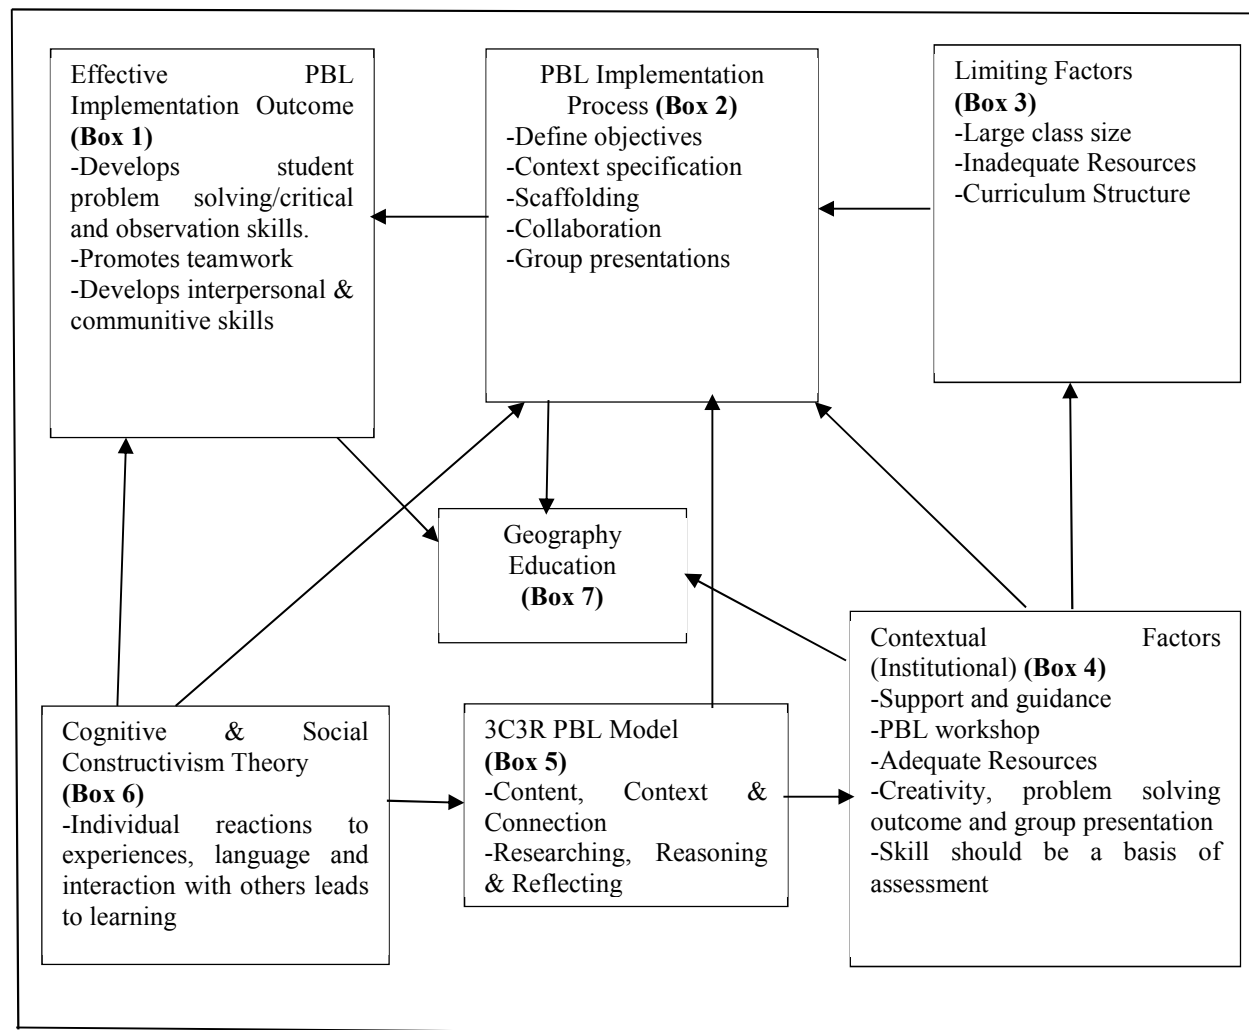 Effective PBL
Implementation Outcome
(Box 1)
-Develops student
problem solving/critical
and observation skills.
-Promotes teamwork
-Develops interpersonal &
communitive skills
PBL Implementation
Process (Box 2)
-Define objectives
-Context specification
-Scaffolding
-Collaboration
-Group presentations
Limiting Factors
(Box 3)
-Large class size
-Inadequate Resources
-Curriculum Structure
Geography
Education
(Box 7)
Cognitive & Social
Constructivism Theory
(Box 6)
-Individual reactions to
experiences, language and
interaction with others leads
to learning
3C3R PBL Model
(Box 5)
-Content, Context &
Connection
-Researching, Reasoning
& Reflecting
Contextual Factors
(Institutional) (Box 4)
-Support and guidance
-PBL workshop
-Adequate Resources
-Creativity, problem solving
outcome and group presentation
-Skill should be a basis of
assessment